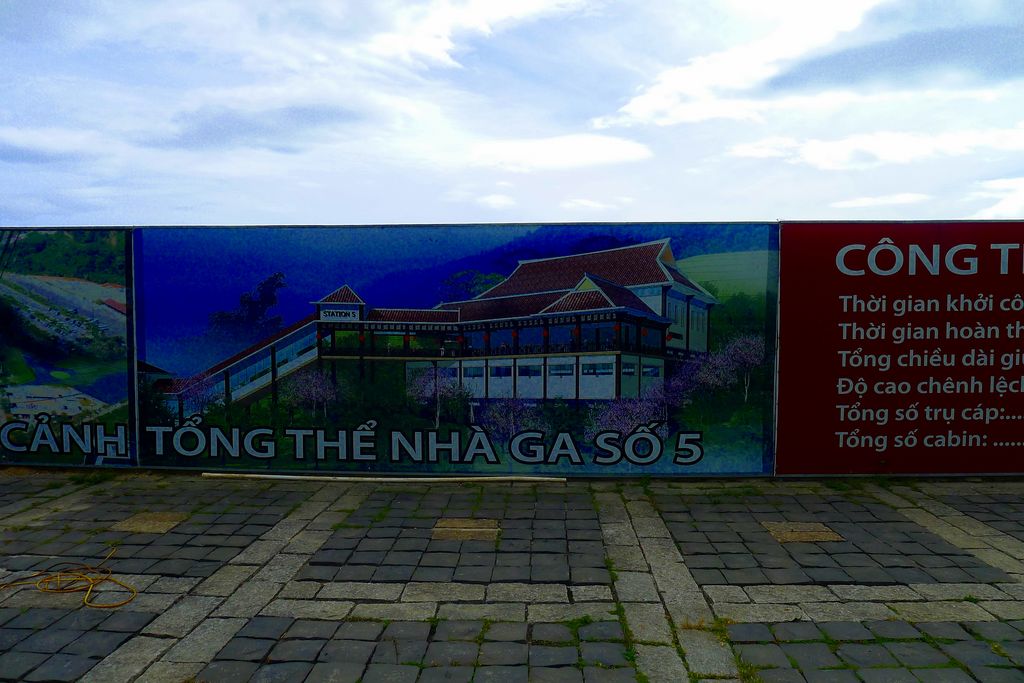 STATION 5
CẢNH TỔNG THỂ NHÀ GA SỐ 5
CÔNG T
Thời gian khởi cô
Thời gian hoàn th
Tổng chiều dài
Độ cao chênh lệch
Tổng số trụ cáp:....
Tổng số cabin: ......